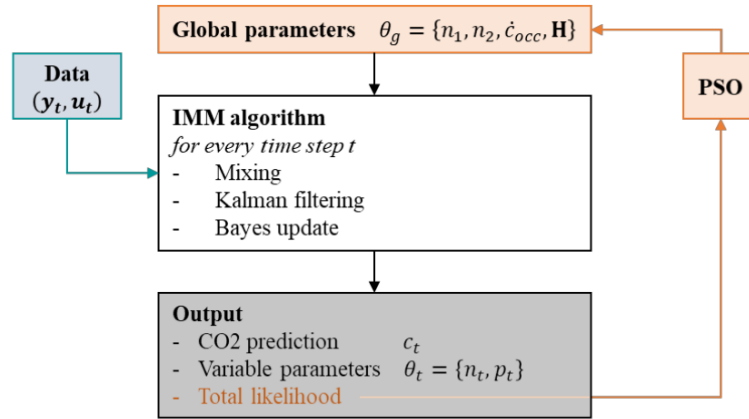 Global parameters θ_g = {n_1, n_2, ċ_occ, H}
Data
(y_t, u_t)
PSO
IMM algorithm
for every time step t
- Mixing
- Kalman filtering
- Bayes update
Output
- CO2 prediction c_t
- Variable parameters θ_t = {n_t, p_t}
- Total likelihood